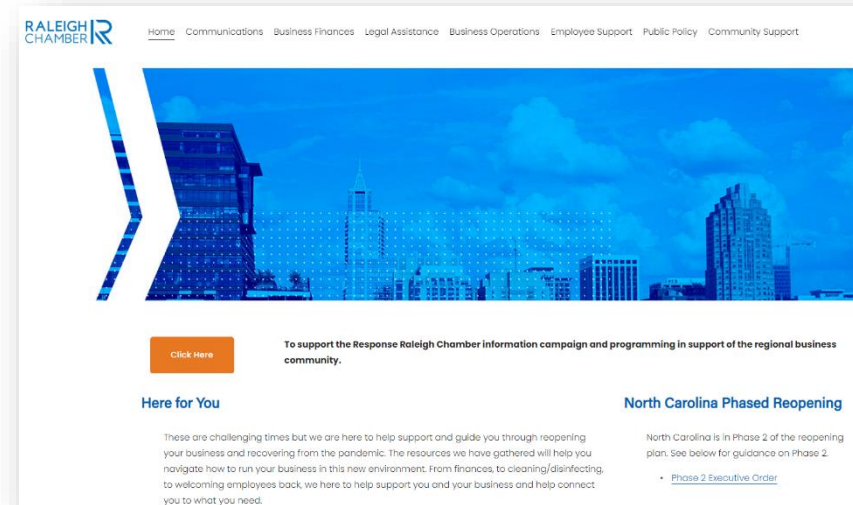 RALEIGH
CHAMBER
Home Communications Business Finances Legal Assistance Business Operations Employee Support Public Policy Community Support
Click Here
To support the Response Raleigh Chamber information campaign and programming in support of the regional business
community.
Here for You
These are challenging times but we are here to help support and guide you through reopening
your business and recovering from the pandemic. The resources we have gathered will help you
navigate how to run your business in this new environment. From finances, to cleaning/disinfecting,
to welcoming employees back, we here to help support you and your business and help connect
you to what you need.
North Carolina Phased Reopening
North Carolina is in Phase 2 of the reopening
plan. See below for guidance on Phase 2.
• Phase 2 Executive Order